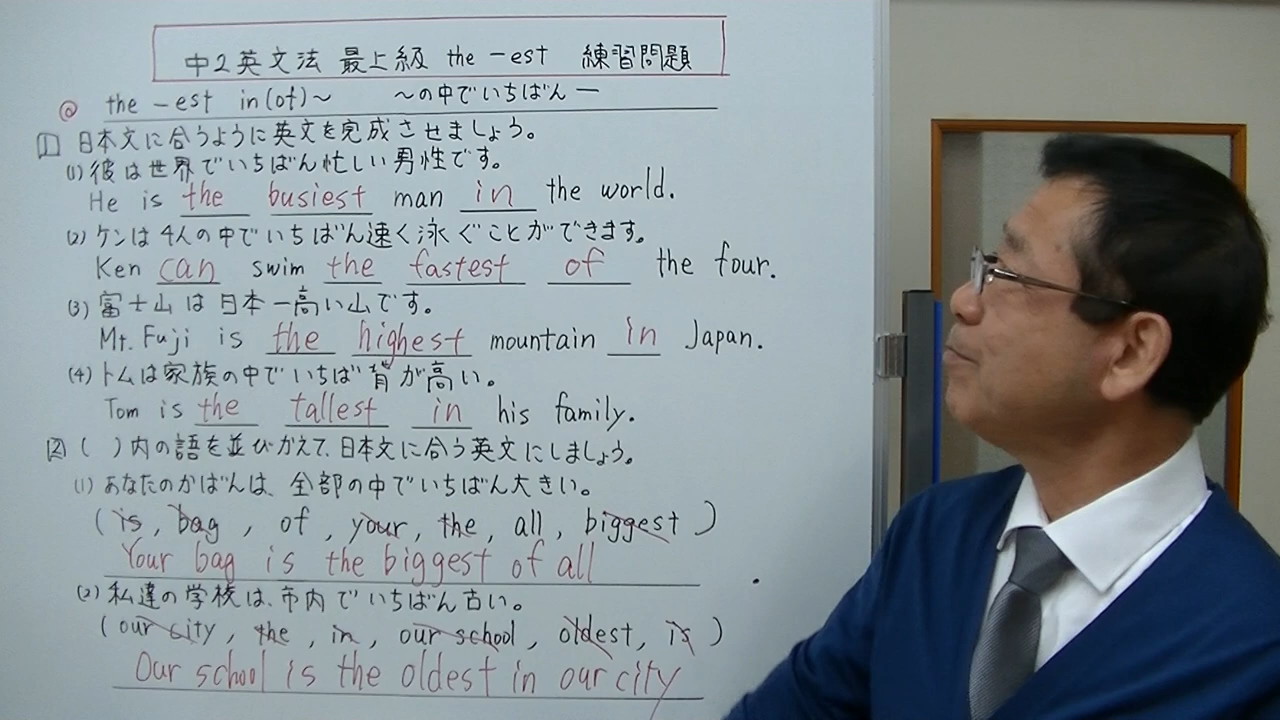 中2英文法 最上級 the -est 練習問題
@ the -est in(of)〜 〜の中でいちばんー
1 日本文に合うように英文を完成させましょう。
(1) 彼は世界でいちばん忙しい男性です。
He is the busiest man in the world.
(2) ケンは4人の中でいちばん速く泳ぐことができます。
Ken can swim the fastest of the four.
(3) 富士山は日本一高い山です。
Mt. Fuji is the highest mountain in Japan.
(4) トムは家族の中でいちば背が高い。
Tom is the tallest in his family.
2 ( )内の語を並びかえて、日本文に合う英文にしましょう。
(1) あなたのかばんは、全部の中でいちばん大きい。
(is, bag, of, your, the, all, biggest)
Your bag is the biggest of all.
(2) 私達の学校は、市内でいちばん古い。
(our city, the, in, our school, oldest, is)
Our school is the oldest in our city